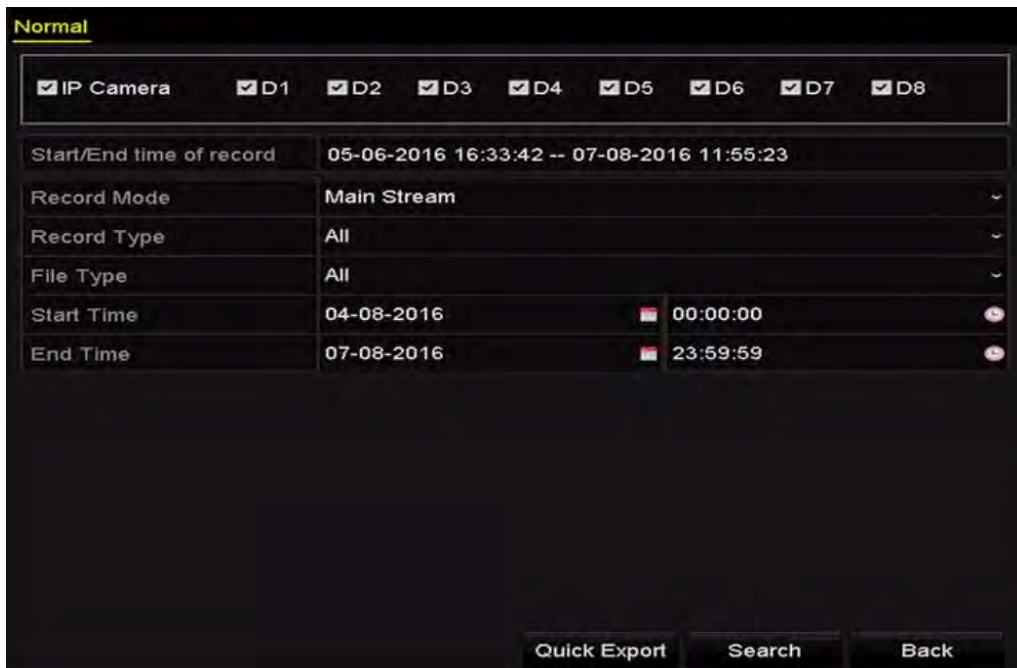 Normal
IP Camera D1 D2 D3 D4 D5 D6 D7 D8
Start/End time of record 05-06-2016 16:33:42 -- 07-08-2016 11:55:23
Record Mode Main Stream
Record Type All
File Type All
Start Time 04-08-2016 00:00:00
End Time 07-08-2016 23:59:59
Quick Export Search Back